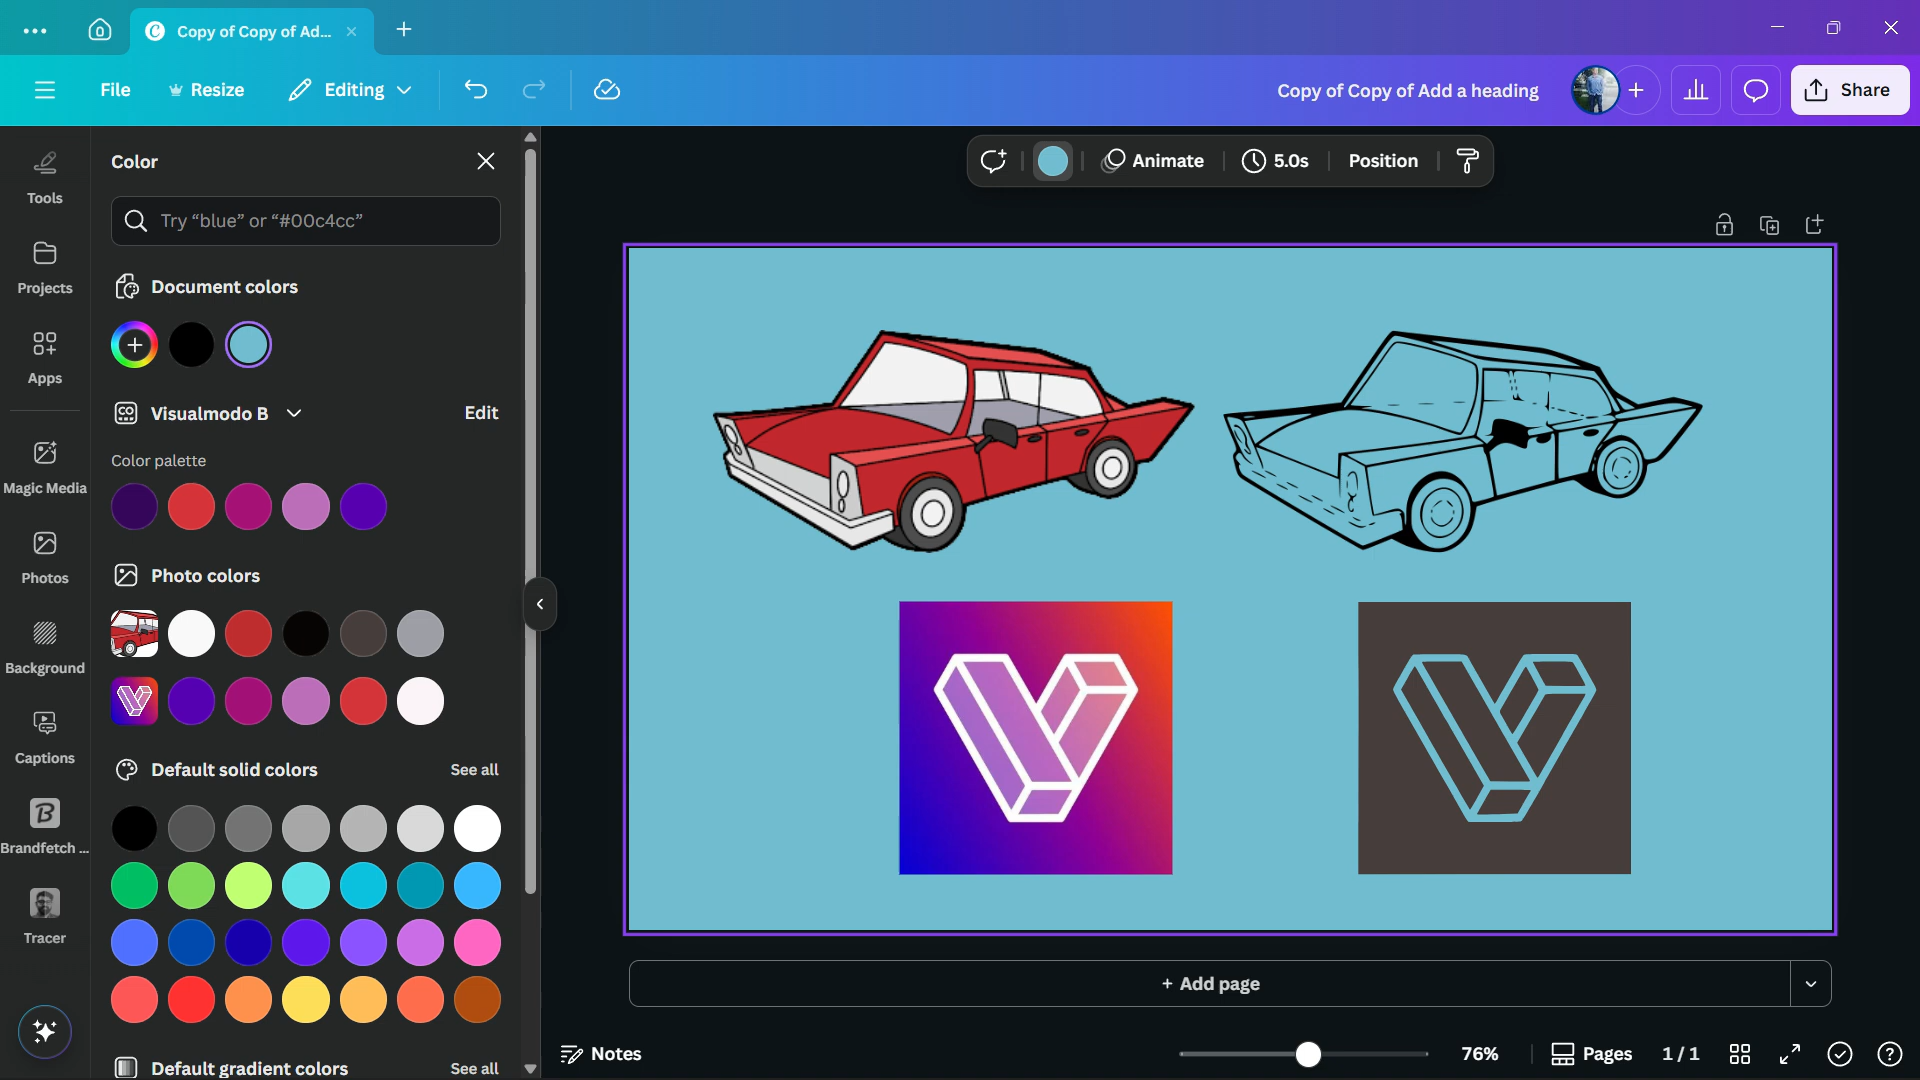 Copy of Copy of Ad...
File
Resize
Editing
Copy of Copy of Add a heading
Share
Tools
Projects
Apps
Magic Media
Photos
Background
Captions
Brandfetch ...
Tracer
Color
Try “blue” or “#00c4cc”
Document colors
Visualmodo B
Edit
Color palette
Photo colors
Default solid colors
See all
Default gradient colors
See all
Animate
5.0s
Position
+ Add page
Notes
76%
Pages
1 / 1